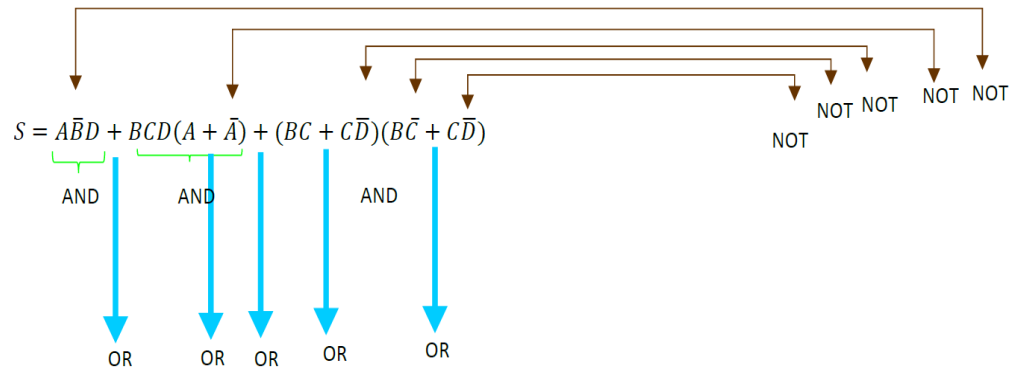 NOT NOT NOT NOT
S = AB̄D + BCD(A + Ā) + (BC + CD̄)(BC̄ + CD̄)
NOT
AND AND AND
OR OR OR OR OR